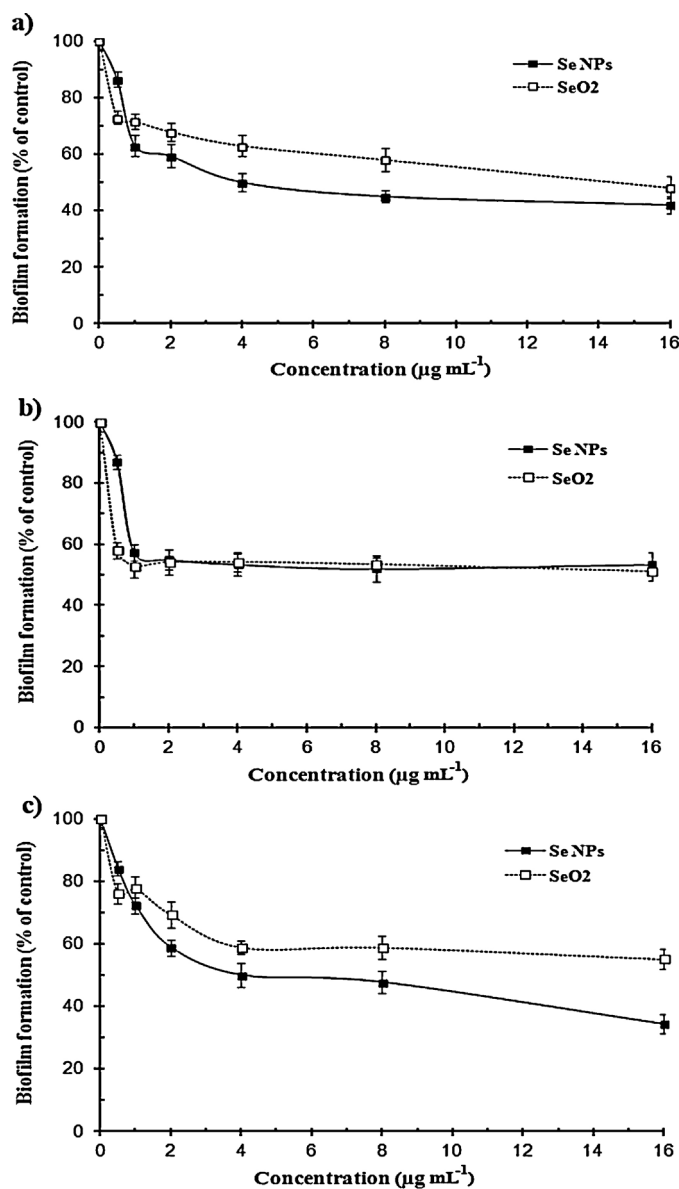 a)
100
80
60
40
20
0
Biofilm formation (% of control)
Se NPs
SeO2
0 2 4 6 8 10 12 14 16
Concentration (µg mL⁻¹)
b)
100
80
60
40
20
0
Biofilm formation (% of control)
Se NPs
SeO2
0 2 4 6 8 10 12 14 16
Concentration (µg mL⁻¹)
c)
100
80
60
40
20
0
Biofilm formation (% of control)
Se NPs
SeO2
0 2 4 6 8 10 12 14 16
Concentration (µg mL⁻¹)